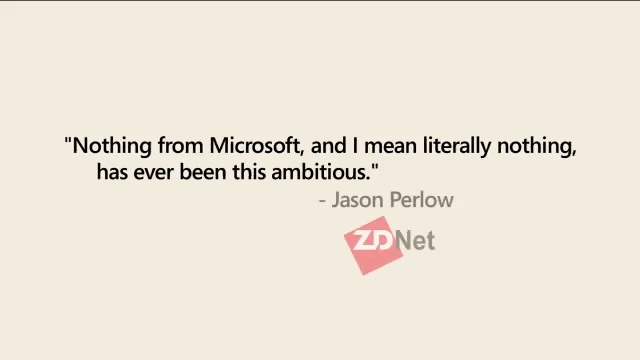 "Nothing from Microsoft, and I mean literally nothing,
has ever been this ambitious."
- Jason Perlow
ZDNet